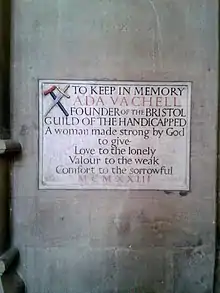 TO KEEP IN MEMORY
ADA VACHELL
FOUNDER OF THE BRISTOL
GUILD OF THE HANDICAPPED
A woman made strong by God
to give
Love to the lonely
Valour to the weak
Comfort to the sorrowful
MCMXXIII